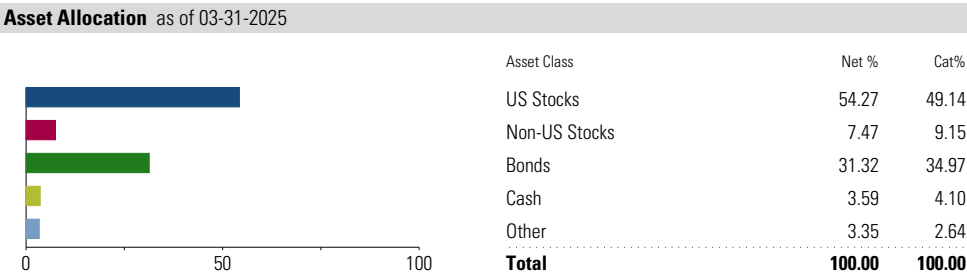 Asset Allocation as of 03-31-2025
Asset Class Net % Cat%
US Stocks 54.27 49.14
Non-US Stocks 7.47 9.15
Bonds 31.32 34.97
Cash 3.59 4.10
Other 3.35 2.64
Total 100.00 100.00
0 50 100